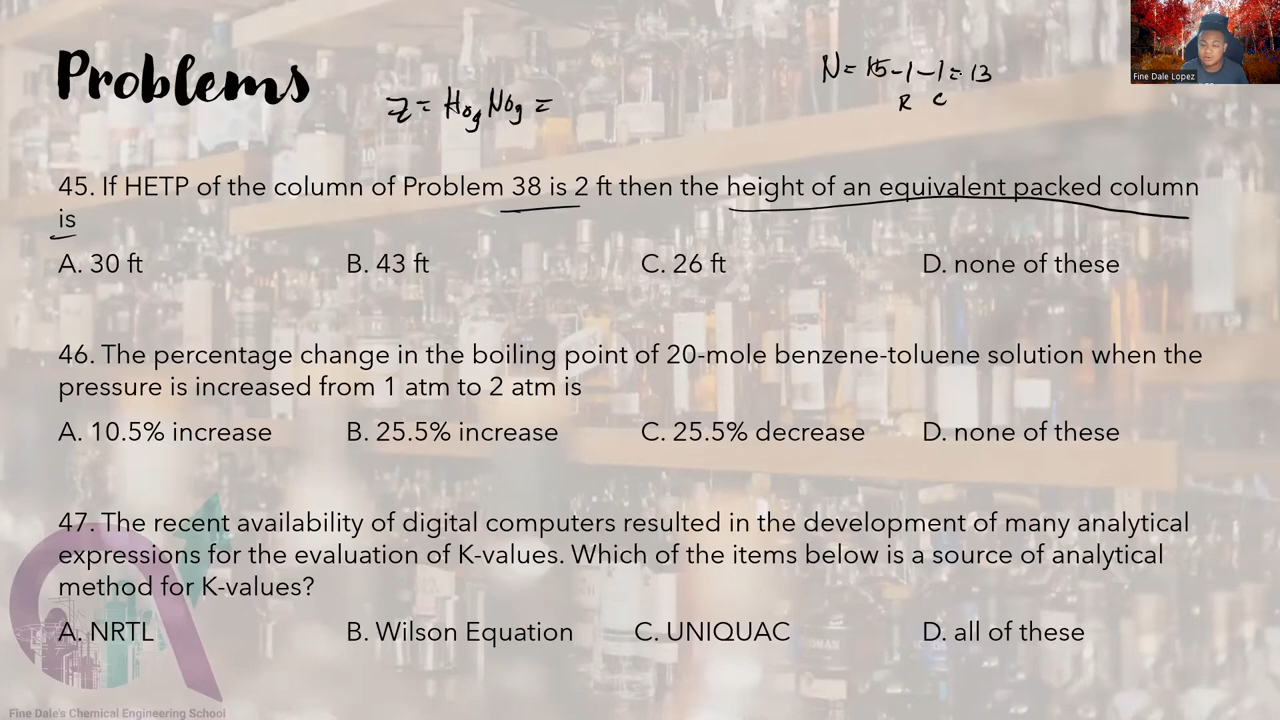 Problems
z = Hog Nog =
N = 15-1-1 = 13
R C
Fine Dale Lopez
45. If HETP of the column of Problem 38 is 2 ft then the height of an equivalent packed column
is
A. 30 ft B. 43 ft C. 26 ft D. none of these
46. The percentage change in the boiling point of 20-mole benzene-toluene solution when the
pressure is increased from 1 atm to 2 atm is
A. 10.5% increase B. 25.5% increase C. 25.5% decrease D. none of these
47. The recent availability of digital computers resulted in the development of many analytical
expressions for the evaluation of K-values. Which of the items below is a source of analytical
method for K-values?
A. NRTL B. Wilson Equation C. UNIQUAC D. all of these
Fine Dale's Chemical Engineering School